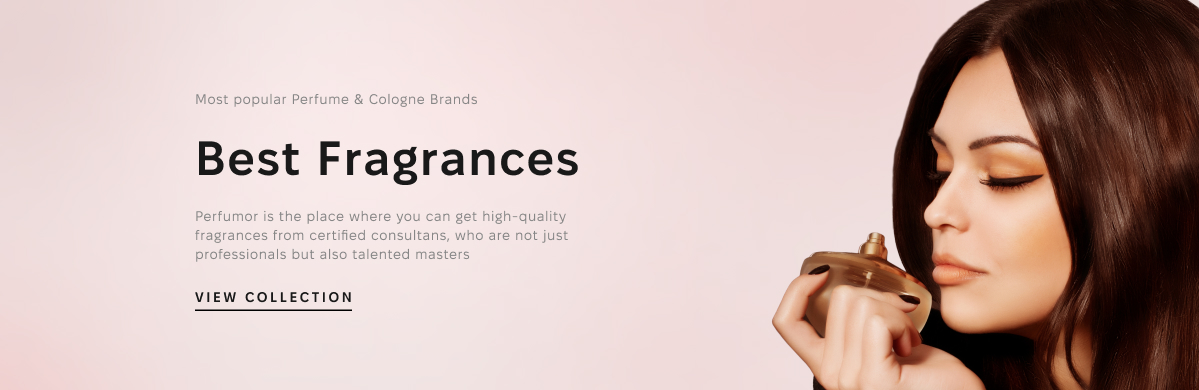 Most popular Perfume & Cologne Brands
Best Fragrances
Perfumor is the place where you can get high-quality
fragrances from certified consultans, who are not just
professionals but also talented masters
VIEW COLLECTION